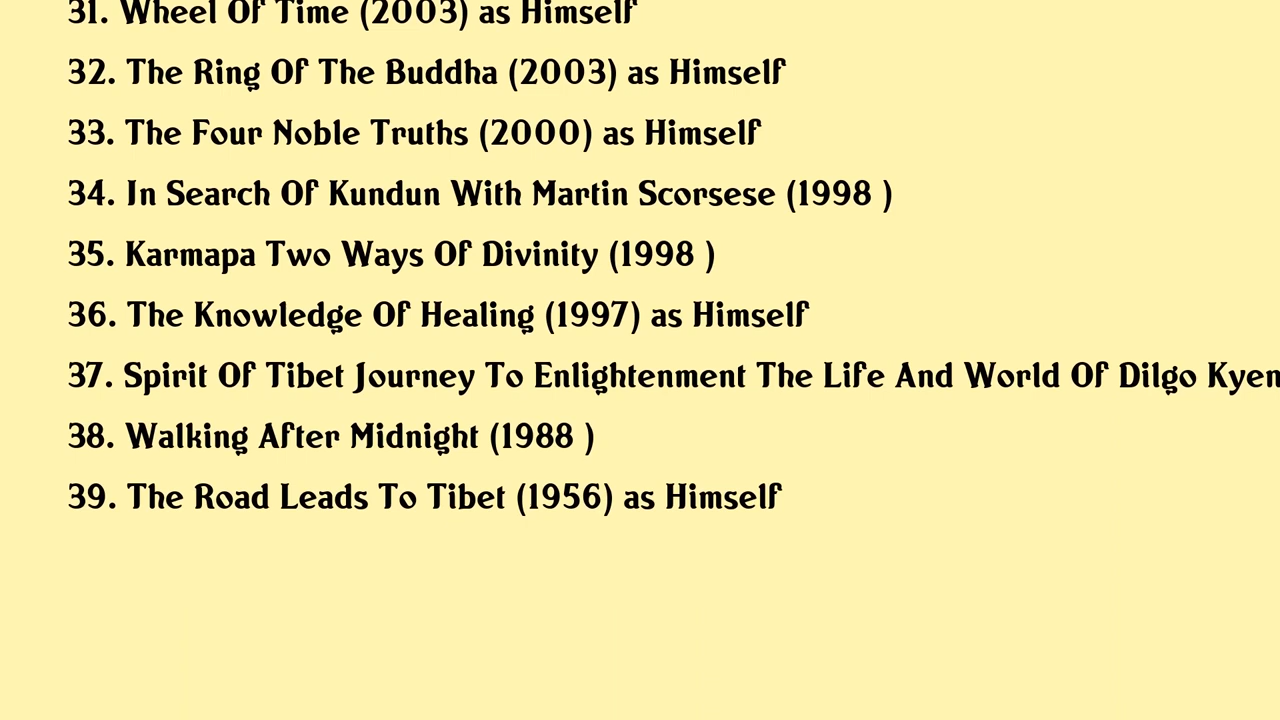 31. Wheel Of Time (2003) as Himself
32. The Ring Of The Buddha (2003) as Himself
33. The Four Noble Truths (2000) as Himself
34. In Search Of Kundun With Martin Scorsese (1998 )
35. Karmapa Two Ways Of Divinity (1998 )
36. The Knowledge Of Healing (1997) as Himself
37. Spirit Of Tibet Journey To Enlightenment The Life And World Of Dilgo
38. Walking After Midnight (1988 )
39. The Road Leads To Tibet (1956) as Himself